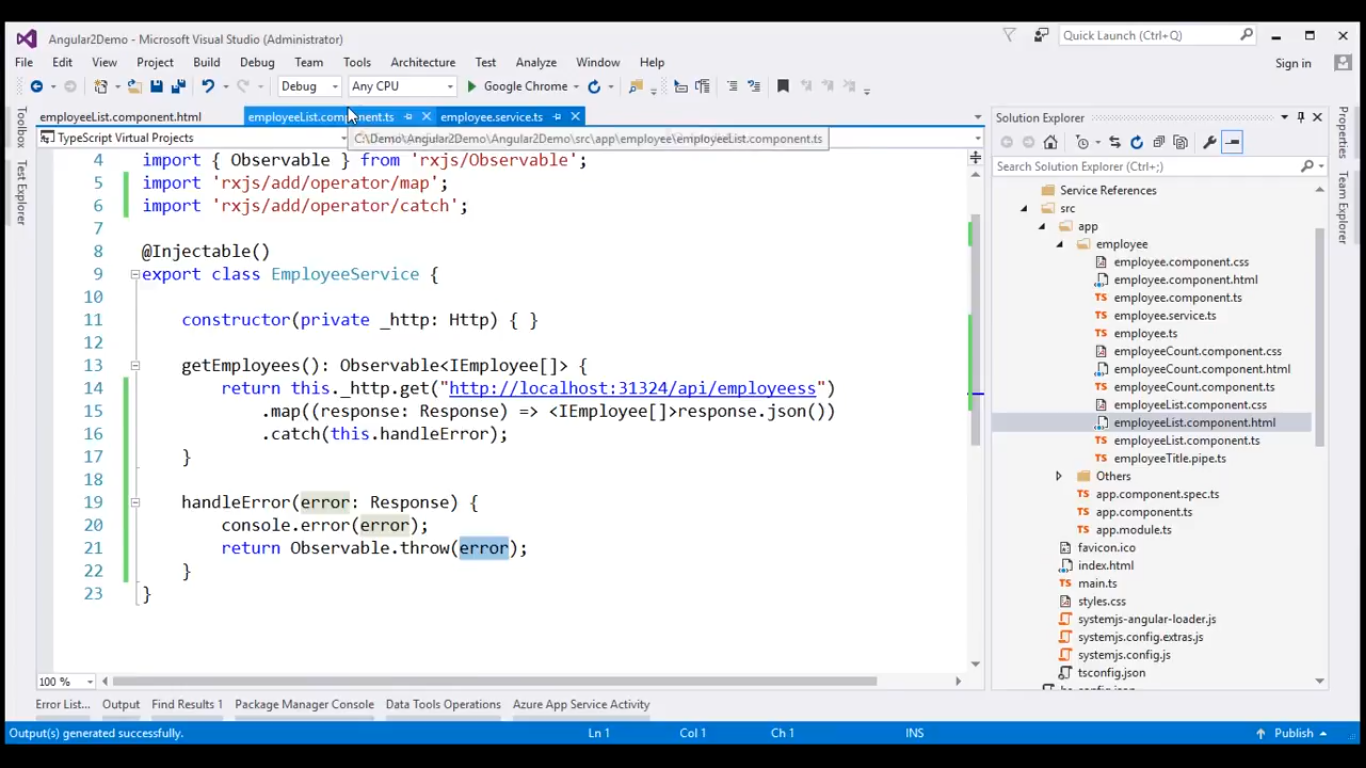 Angular2Demo - Microsoft Visual Studio (Administrator)
Quick Launch (Ctrl+Q)
File Edit View Project Build Debug Team Tools Architecture Test Analyze Window Help
Sign in
Debug Any CPU Google Chrome
employeeList.component.html employeeList.component.ts employee.service.ts
TypeScript Virtual Projects
C:\Demo\Angular2Demo\Angular2Demo\src\app\employee\employeeList.component.ts
Toolbox
Test Explorer
4 import { Observable } from 'rxjs/Observable';
5 import 'rxjs/add/operator/map';
6 import 'rxjs/add/operator/catch';
7
8 @Injectable()
9 export class EmployeeService {
10
11 constructor(private _http: Http) { }
12
13 getEmployees(): Observable<IEmployee[]> {
14 return this._http.get("http://localhost:31324/api/employeess")
15 .map((response: Response) => <IEmployee[]>response.json())
16 .catch(this.handleError);
17 }
18
19 handleError(error: Response) {
20 console.error(error);
21 return Observable.throw(error);
22 }
23 }
100 %
Solution Explorer
Search Solution Explorer (Ctrl+;)
Service References
src
app
employee
employee.component.css
employee.component.html
employee.component.ts
employee.service.ts
employee.ts
employeeCount.component.css
employeeCount.component.html
employeeCount.component.ts
employeeList.component.css
employeeList.component.html
employeeList.component.ts
employeeTitle.pipe.ts
Others
app.component.spec.ts
app.component.ts
app.module.ts
favicon.ico
index.html
main.ts
styles.css
systemjs-angular-loader.js
systemjs.config.extras.js
systemjs.config.js
tsconfig.json
Properties
Team Explorer
Error List... Output Find Results 1 Package Manager Console Data Tools Operations Azure App Service Activity
Output(s) generated successfully. Ln 1 Col 1 Ch 1 INS Publish